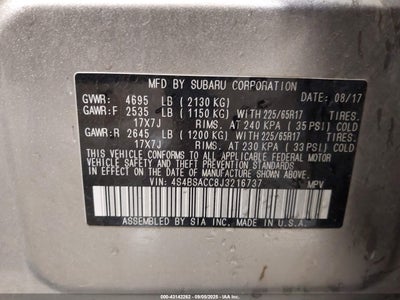 MFD BY SUBARU CORPORATION DATE: 08/17
GVWR: 4695 LB (2130 KG)
GAWR:F 2535 LB (1150 KG) WITH 225/65R17 TIRES.
17X7J RIMS. AT 240 KPA (35 PSI) COLD.
GAWR:R 2645 LB (1200 KG) WITH 225/65R17 TIRES.
17X7J RIMS. AT 230 KPA (33 PSI) COLD.
THIS VEHICLE CONFORMS TO ALL APPLICABLE FEDERAL MOTOR
VEHICLE SAFETY, BUMPER, AND THEFT PREVENTION STANDARDS
IN EFFECT ON THE DATE OF MANUFACTURE SHOWN ABOVE.
VIN: 4S4BSACC8J3216737 MPV
ASSEMBLED BY SIA INC. MADE IN U.S.A.
000-43142262 - 09/05/2025 - IAAI.COM